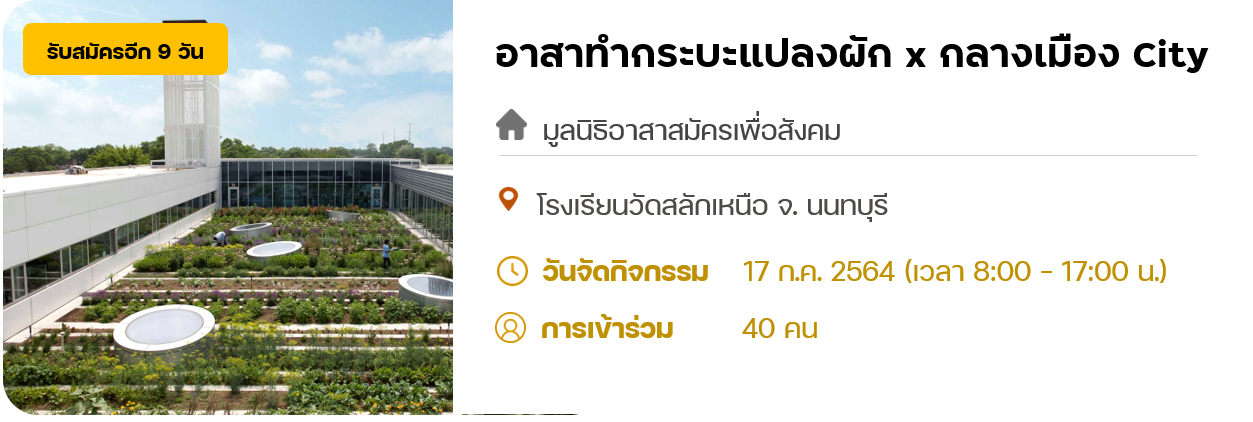 รับสมัครอีก 9 วัน
อาสาทำกระบะแปลงผัก x กลางเมือง City
มูลนิธิอาสาสมัครเพื่อสังคม
โรงเรียนวัดสลักเหนือ จ. นนทบุรี
วันจัดกิจกรรม 17 ก.ค. 2564 (เวลา 8:00 - 17:00 น.)
การเข้าร่วม 40 คน